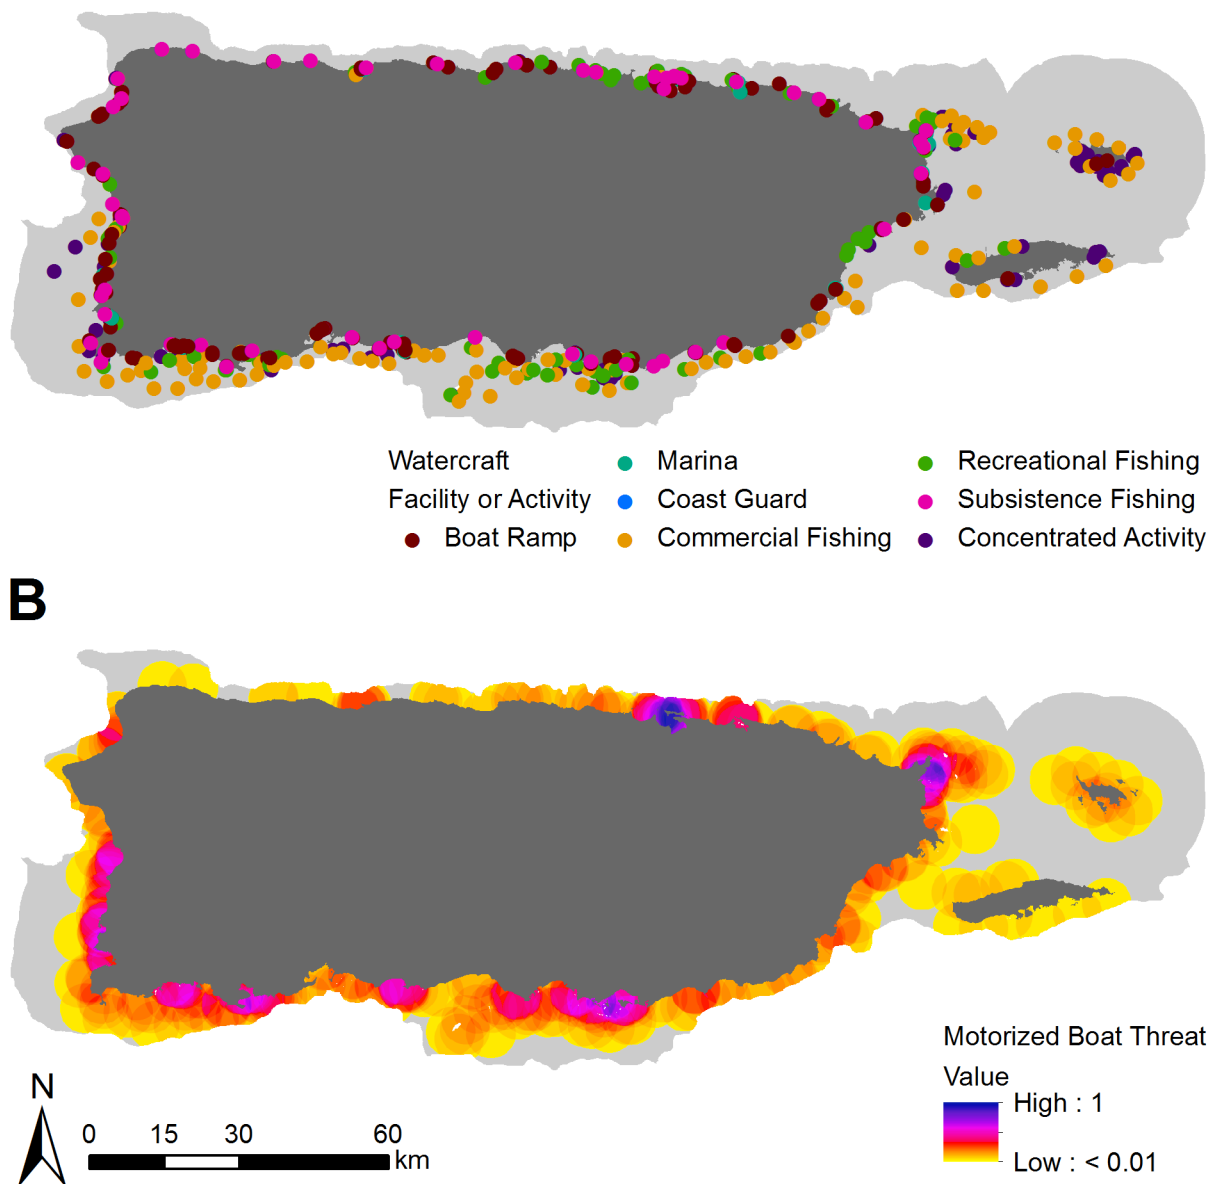 Watercraft
Facility or Activity
Boat Ramp
Marina
Coast Guard
Commercial Fishing
Recreational Fishing
Subsistence Fishing
Concentrated Activity
B
Motorized Boat Threat
Value
High : 1
Low : < 0.01
N
0 15 30 60
km